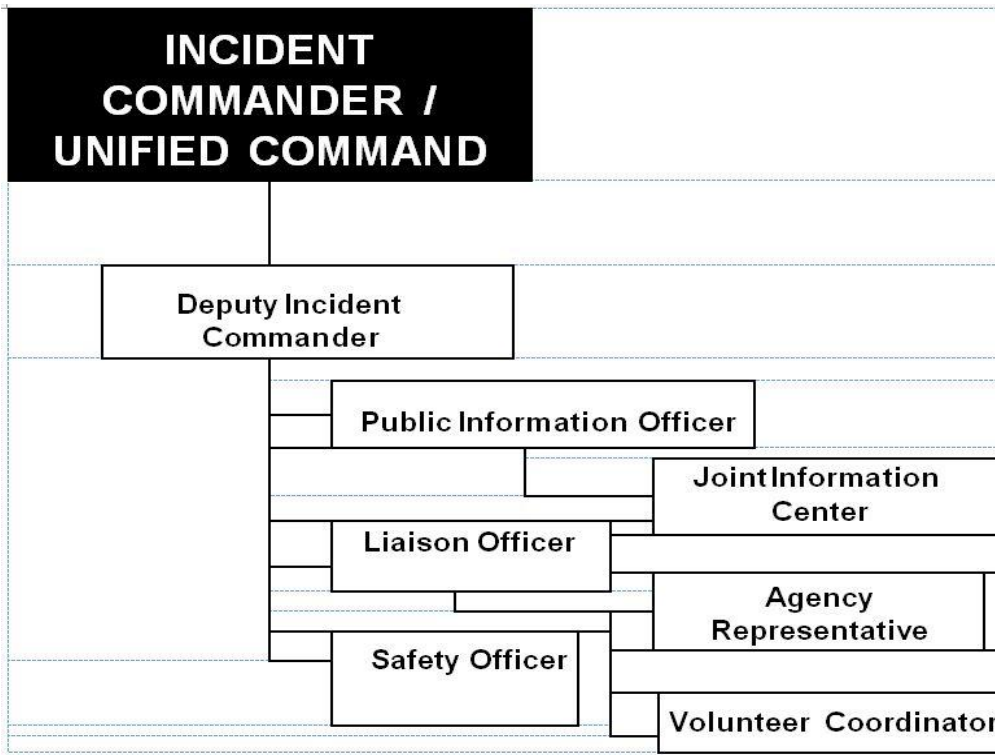 INCIDENT
COMMANDER /
UNIFIED COMMAND
Deputy Incident
Commander
Public Information Officer
Joint Information
Center
Liaison Officer
Agency
Representative
Safety Officer
Volunteer Coordinator